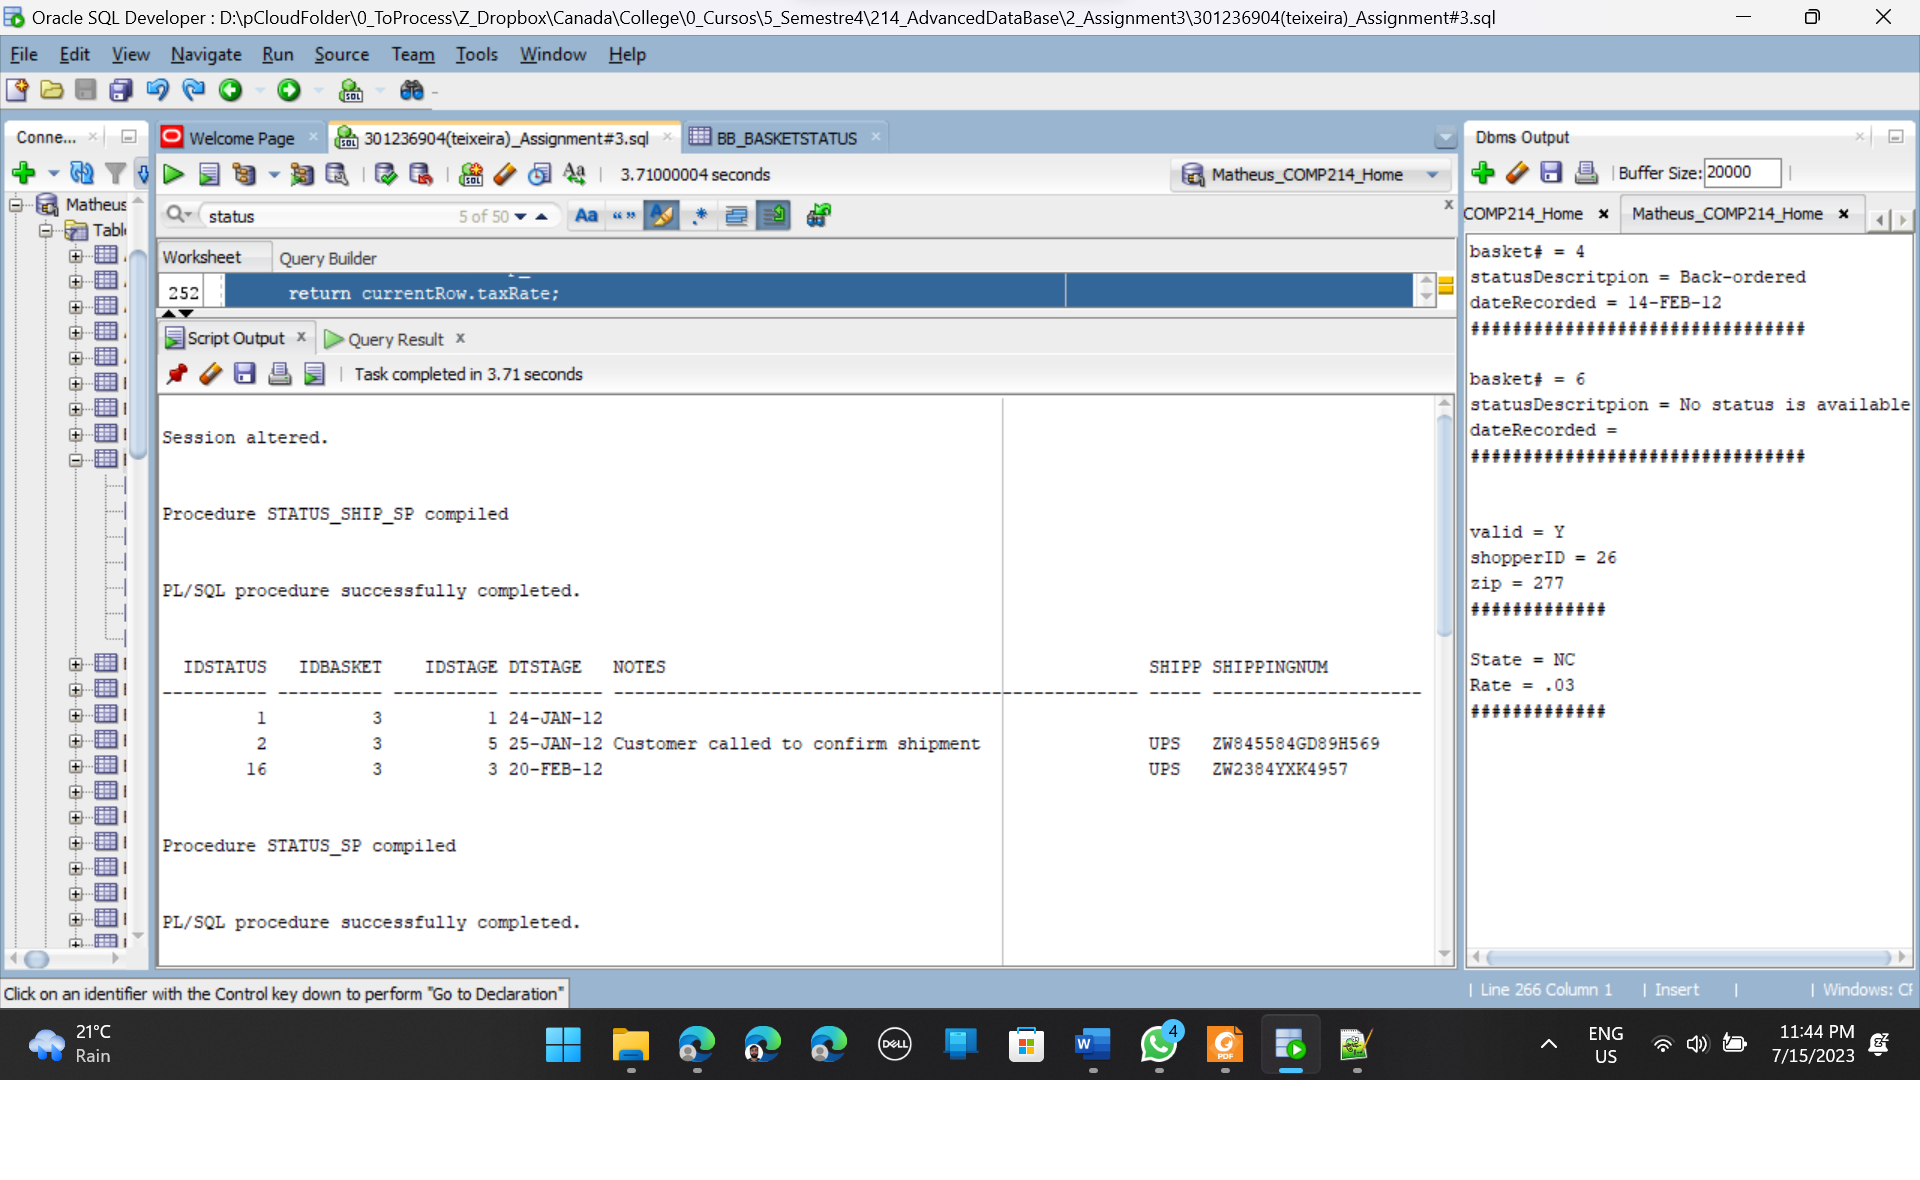 Oracle SQL Developer : D:\pCloudFolder\0_ToProcess\Z_Dropbox\Canada\College\0_Cursos\5_Semestre4\214_AdvancedDataBase\2_Assignment3\301236904(teixeira)_Assignment#3.sql
File Edit View Navigate Run Source Team Tools Window Help
Conne...
Welcome Page
301236904(teixeira)_Assignment#3.sql
BB_BASKETSTATUS
3.71000004 seconds
Matheus_COMP214_Home
status
5 of 50
Worksheet
Query Builder
252
return currentRow.taxRate;
Script Output
Query Result
Task completed in 3.71 seconds
Matheus
Tabl
Session altered.
Procedure STATUS_SHIP_SP compiled
PL/SQL procedure successfully completed.
IDSTATUS IDBASKET IDSTAGE DTSTAGE NOTES SHIPP SHIPPINGNUM
---------- ---------- ---------- --------- -------------------------------------------------- ----- --------------------
1 3 1 24-JAN-12
2 3 5 25-JAN-12 Customer called to confirm shipment UPS ZW845584GD89H569
16 3 3 20-FEB-12 UPS ZW2384YXK4957
Procedure STATUS_SP compiled
PL/SQL procedure successfully completed.
Dbms Output
Buffer Size: 20000
COMP214_Home
Matheus_COMP214_Home
basket# = 4
statusDescritpion = Back-ordered
dateRecorded = 14-FEB-12
################################
basket# = 6
statusDescritpion = No status is available
dateRecorded =
################################
valid = Y
shopperID = 26
zip = 277
#############
State = NC
Rate = .03
#############
Click on an identifier with the Control key down to perform "Go to Declaration"
Line 266 Column 1
Insert
Windows: CF
21°C
Rain
DELL
W
4
PDF
ENG
US
11:44 PM
7/15/2023